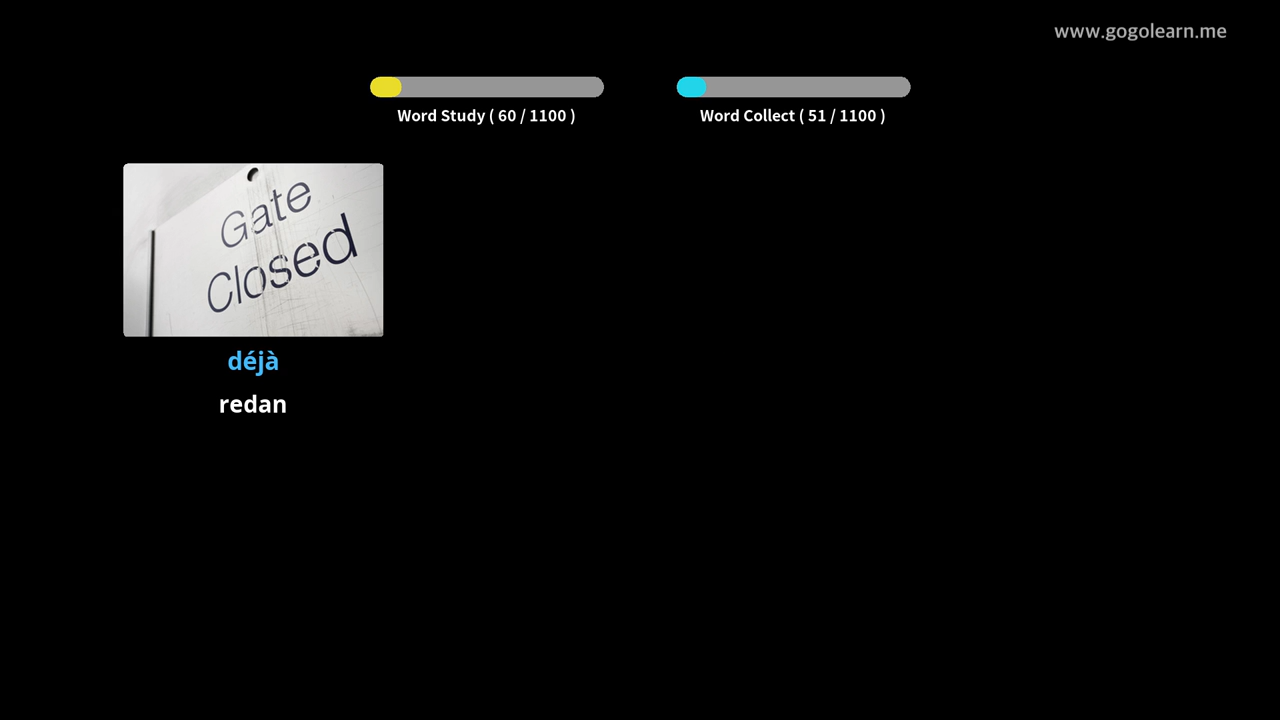 www.gogolearn.me
Word Study ( 60 / 1100 )
Word Collect ( 51 / 1100 )
Gate
Closed
déjà
redan